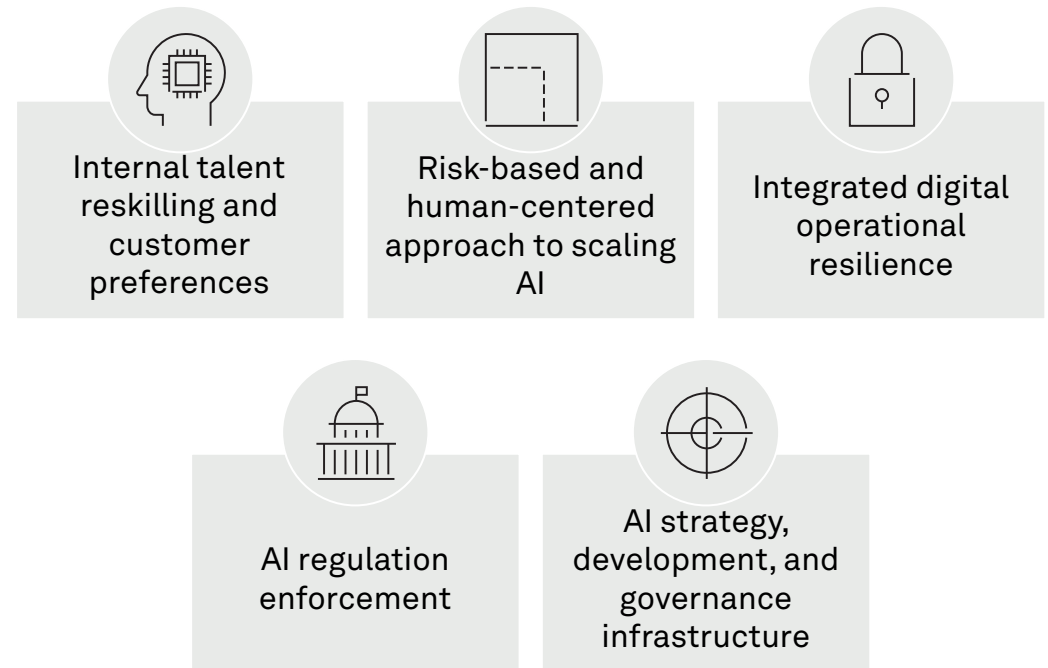 Internal talent
reskilling and
customer
preferences
Risk-based and
human-centered
approach to scaling
AI
Integrated digital
operational
resilience
AI regulation
enforcement
AI strategy,
development, and
governance
infrastructure